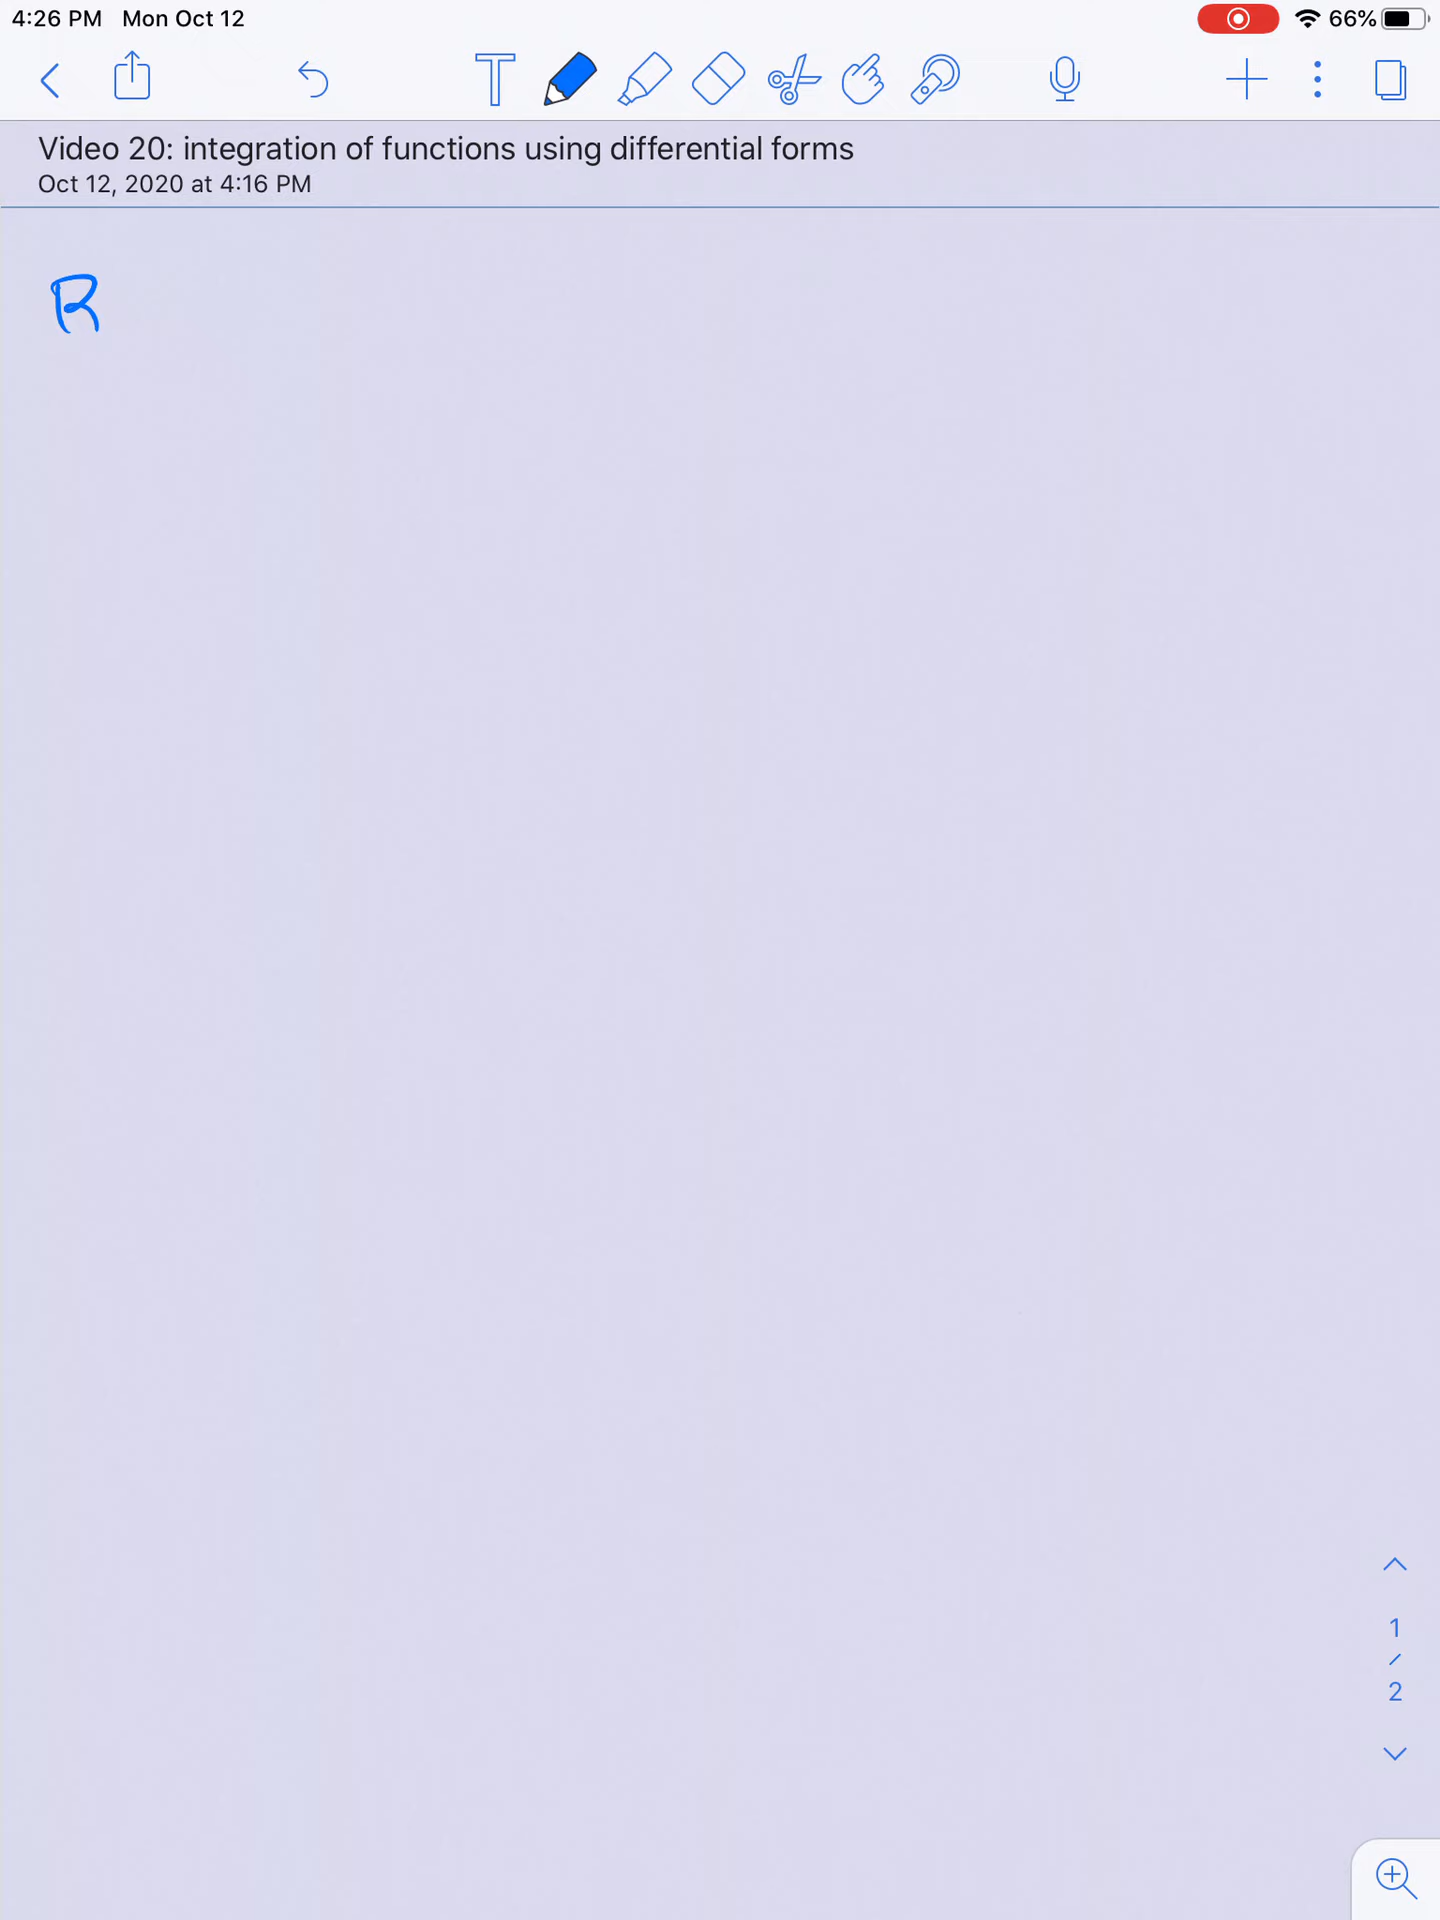 4:26 PM Mon Oct 12 66%
T
Video 20: integration of functions using differential forms
Oct 12, 2020 at 4:16 PM
R
1
/
2